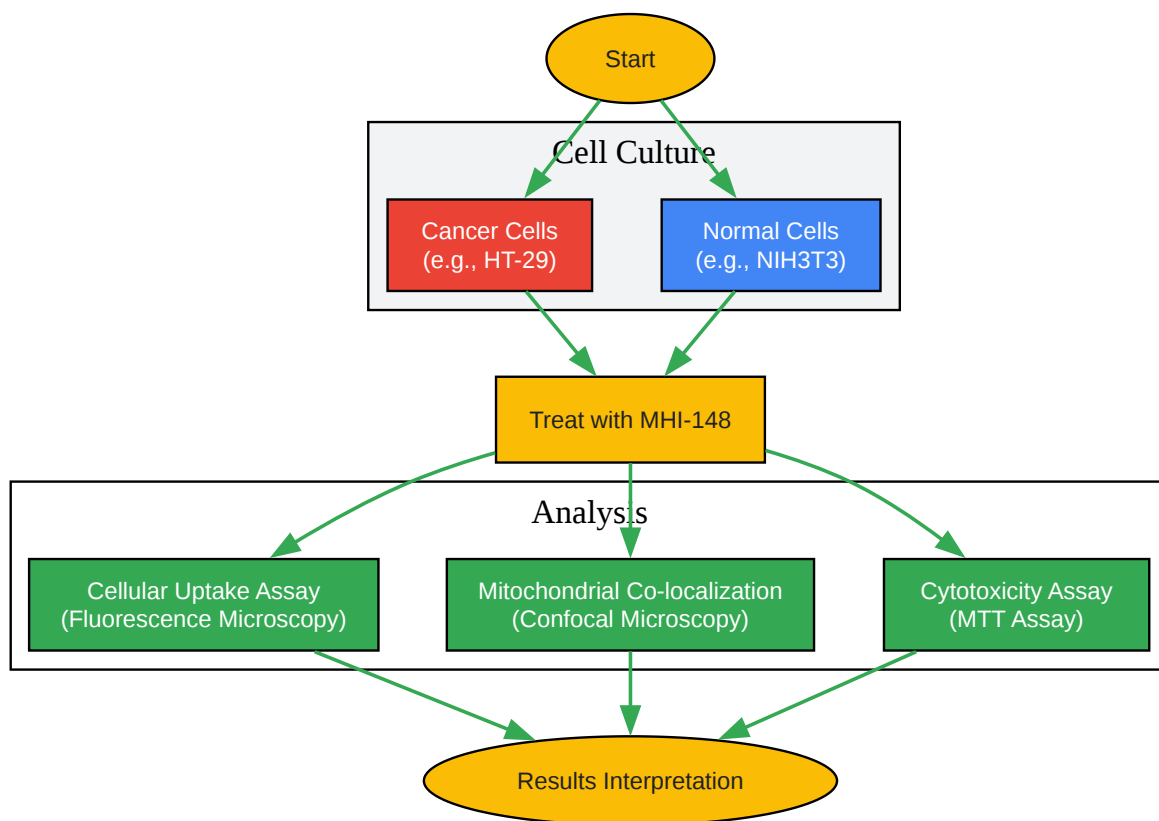 Start
Cell Culture
Cancer Cells
(e.g., HT-29)
Normal Cells
(e.g., NIH3T3)
Treat with MHI-148
Analysis
Cellular Uptake Assay
(Fluorescence Microscopy)
Mitochondrial Co-localization
(Confocal Microscopy)
Cytotoxicity Assay
(MTT Assay)
Results Interpretation